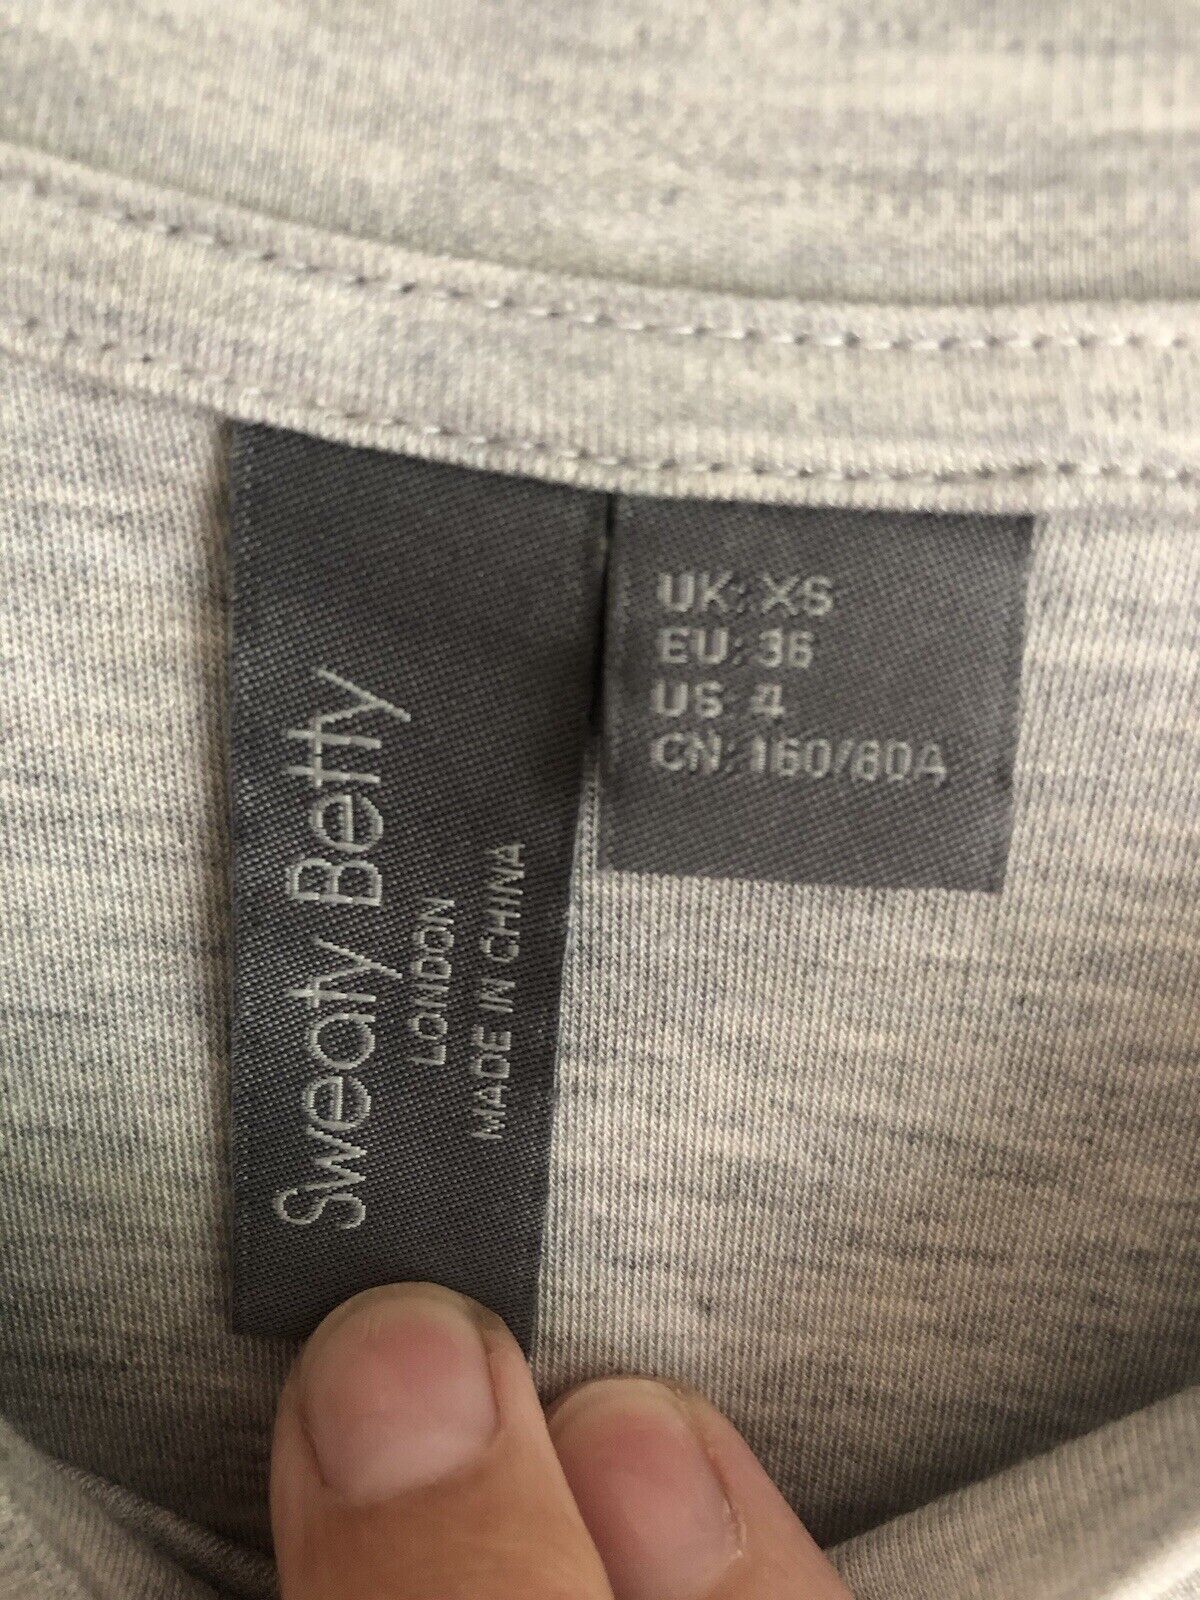 Sweaty Betty
LONDON
MADE IN CHINA
UK: XS
EU: 36
US: 4
CN: 160/80A